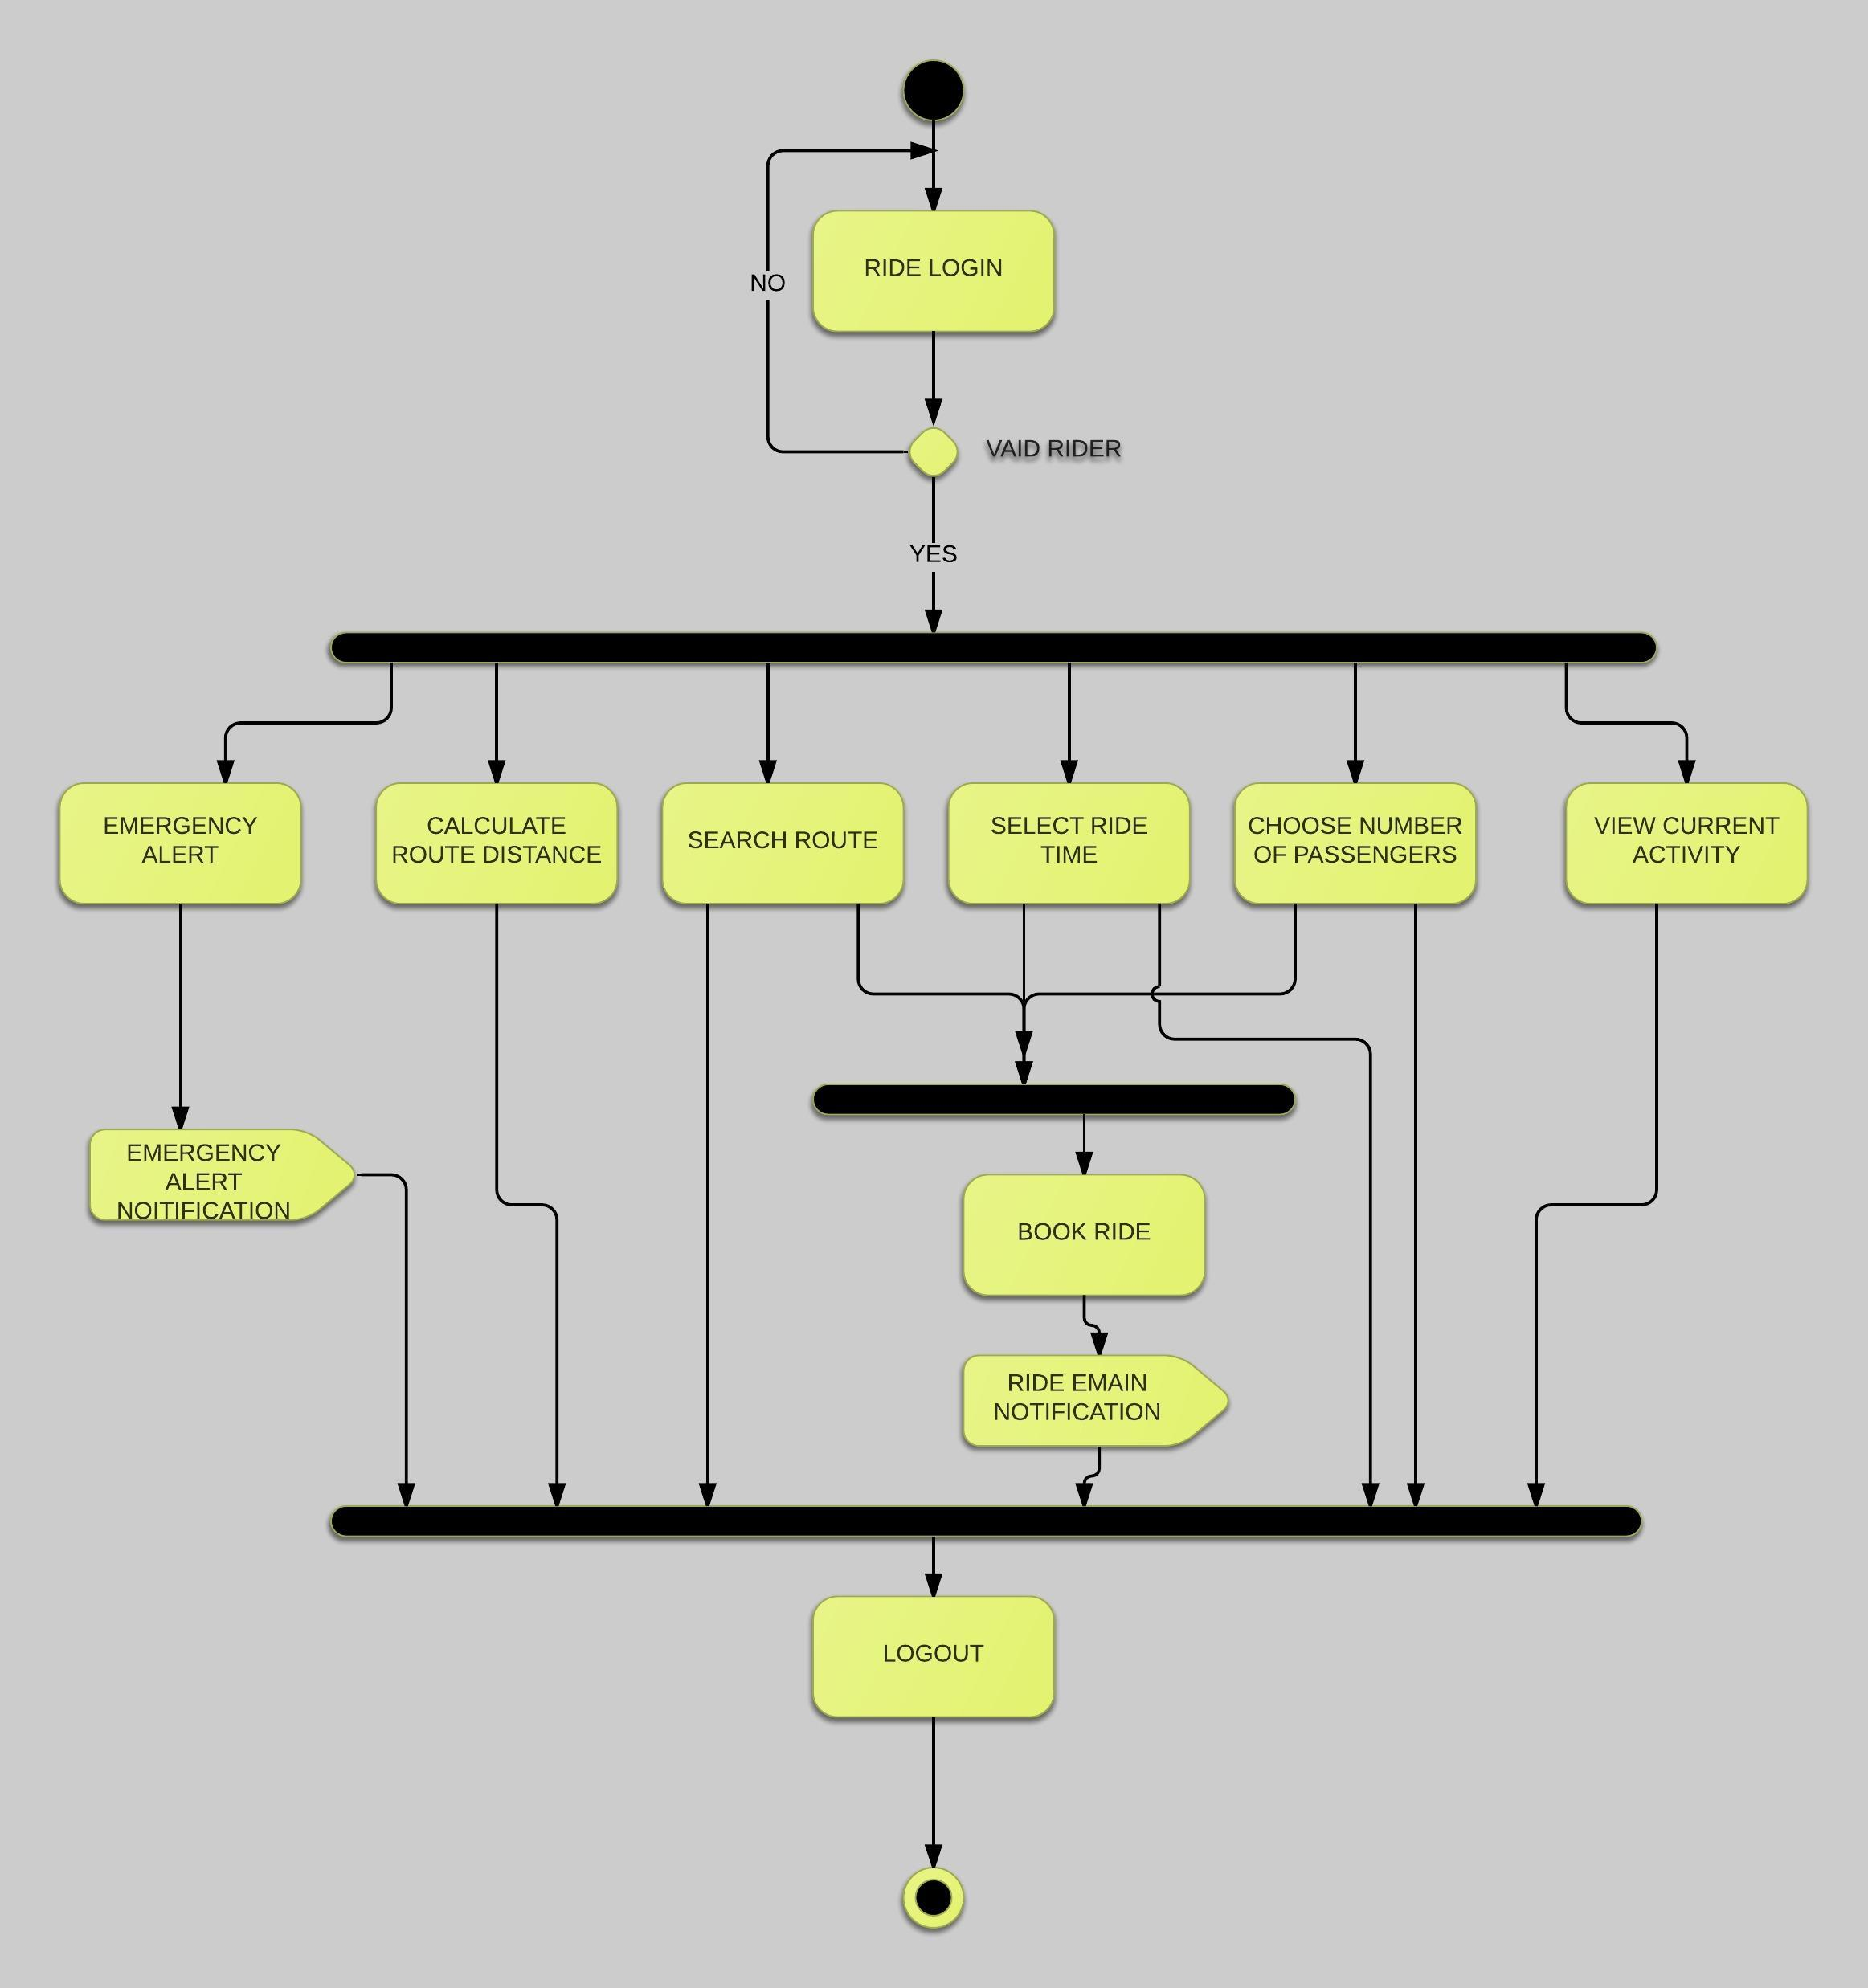 RIDE LOGIN
NO
VAID RIDER
YES
EMERGENCY
ALERT
CALCULATE
ROUTE DISTANCE
SEARCH ROUTE
SELECT RIDE
TIME
CHOOSE NUMBER
OF PASSENGERS
VIEW CURRENT
ACTIVITY
EMERGENCY
ALERT
NOITIFICATION
BOOK RIDE
RIDE EMAIN
NOTIFICATION
LOGOUT